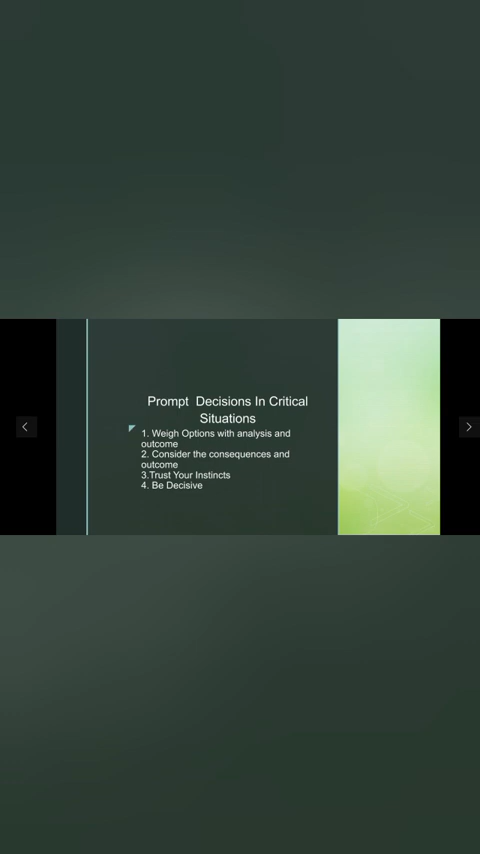 Prompt  Decisions In Critical
Situations
1. Weigh Options with analysis and
outcome
2. Consider the consequences and
outcome
3.Trust Your Instincts
4. Be Decisive